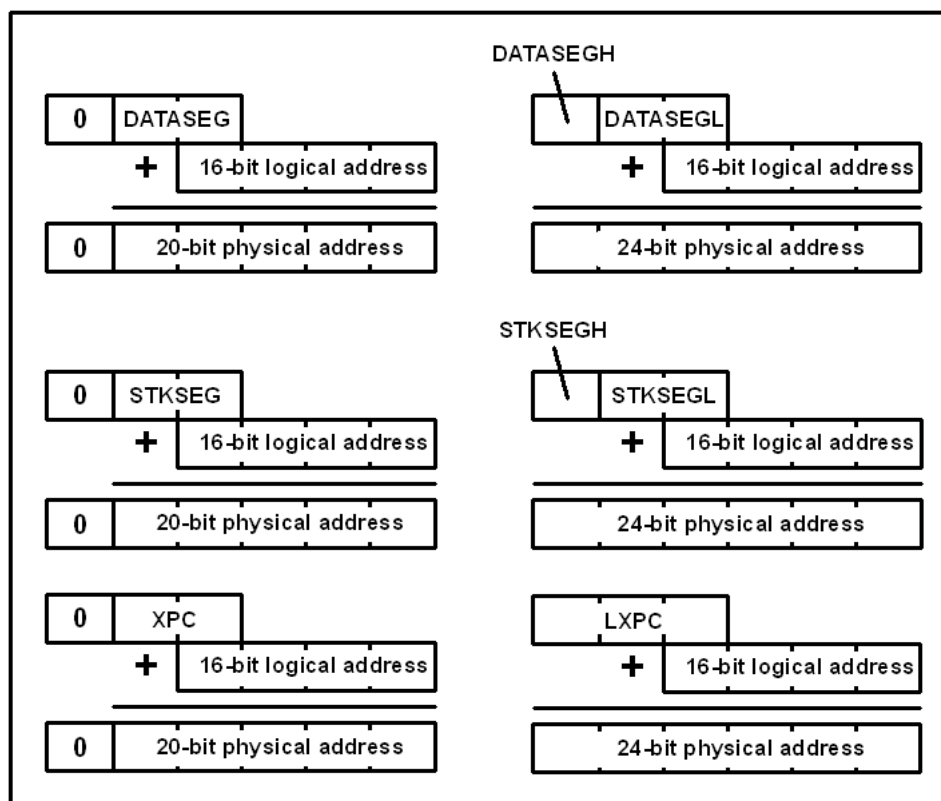 DATASEGH
0 DATASEG
DATASEGL
+ 16-bit logical address
+ 16-bit logical address
0 20-bit physical address
24-bit physical address
STKSEGH
0 STKSEG
STKSEGL
+ 16-bit logical address
+ 16-bit logical address
0 20-bit physical address
24-bit physical address
0 XPC
LXPC
+ 16-bit logical address
+ 16-bit logical address
0 20-bit physical address
24-bit physical address